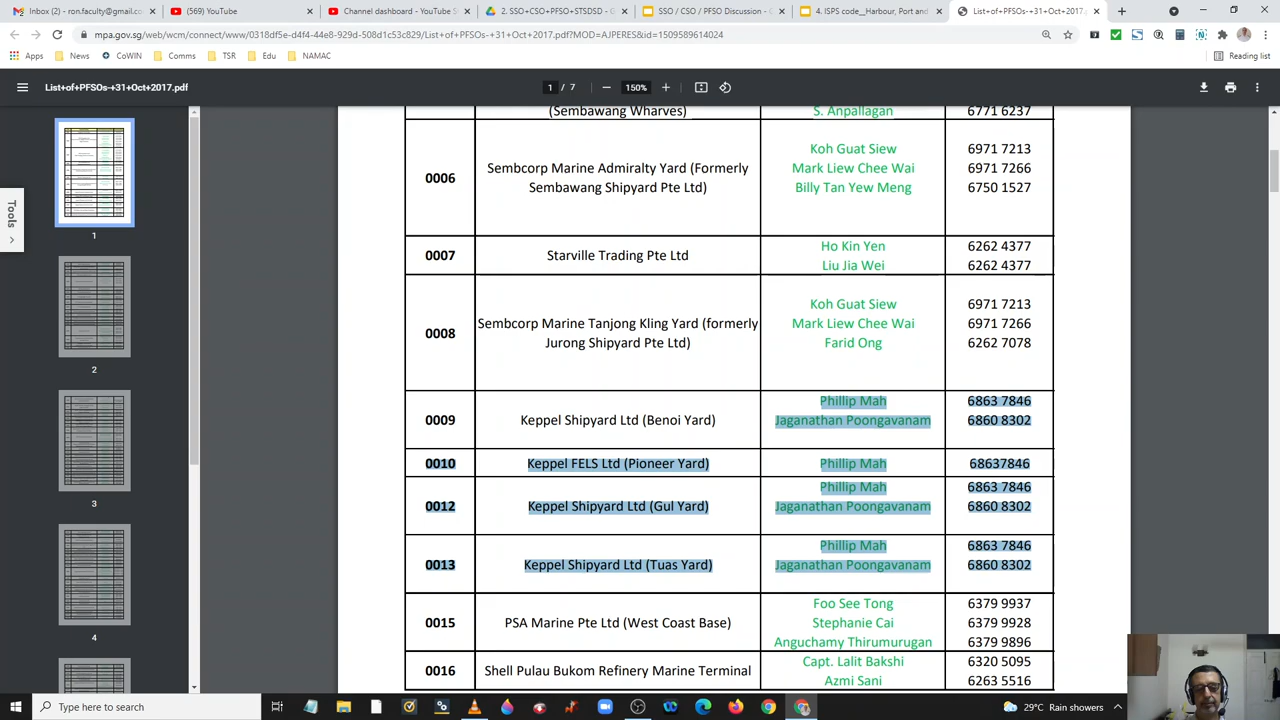 Inbox (2) - ron.faculty@gmail.co
(569) YouTube
Channel dashboard - YouTube S
2. SSO+CSO+PFSO+STSDSD - G
SSO / CSO / PFSO Discussion - G
4. ISPS code__Harbour, Port and
List+of+PFSOs-+31+Oct+2017.p
mpa.gov.sg/web/wcm/connect/www/0318df5e-d4f4-44e8-929d-508d1c53c829/List+of+PFSOs-+31+Oct+2017.pdf?MOD=AJPERES&id=1509589614024
Apps
News
CoWIN
Comms
TSR
Edu
NAMAC
Reading list
List+of+PFSOs-+31+Oct+2017.pdf
1 / 7
150%
Tools
1
2
3
4
(Sembawang Wharves)
S. Anpallagan
6771 6237
0006
Sembcorp Marine Admiralty Yard (Formerly
Sembawang Shipyard Pte Ltd)
Koh Guat Siew
Mark Liew Chee Wai
Billy Tan Yew Meng
6971 7213
6971 7266
6750 1527
0007
Starville Trading Pte Ltd
Ho Kin Yen
Liu Jia Wei
6262 4377
6262 4377
0008
Sembcorp Marine Tanjong Kling Yard (formerly
Jurong Shipyard Pte Ltd)
Koh Guat Siew
Mark Liew Chee Wai
Farid Ong
6971 7213
6971 7266
6262 7078
0009
Keppel Shipyard Ltd (Benoi Yard)
Phillip Mah
Jaganathan Poongavanam
6863 7846
6860 8302
0010
Keppel FELS Ltd (Pioneer Yard)
Phillip Mah
68637846
0012
Keppel Shipyard Ltd (Gul Yard)
Phillip Mah
Jaganathan Poongavanam
6863 7846
6860 8302
0013
Keppel Shipyard Ltd (Tuas Yard)
Phillip Mah
Jaganathan Poongavanam
6863 7846
6860 8302
0015
PSA Marine Pte Ltd (West Coast Base)
Foo See Tong
Stephanie Cai
Anguchamy Thirumurugan
6379 9937
6379 9928
6379 9896
0016
Shell Pulau Bukom Refinery Marine Terminal
Capt. Lalit Bakshi
Azmi Sani
6320 5095
6263 5516
Type here to search
29°C Rain showers